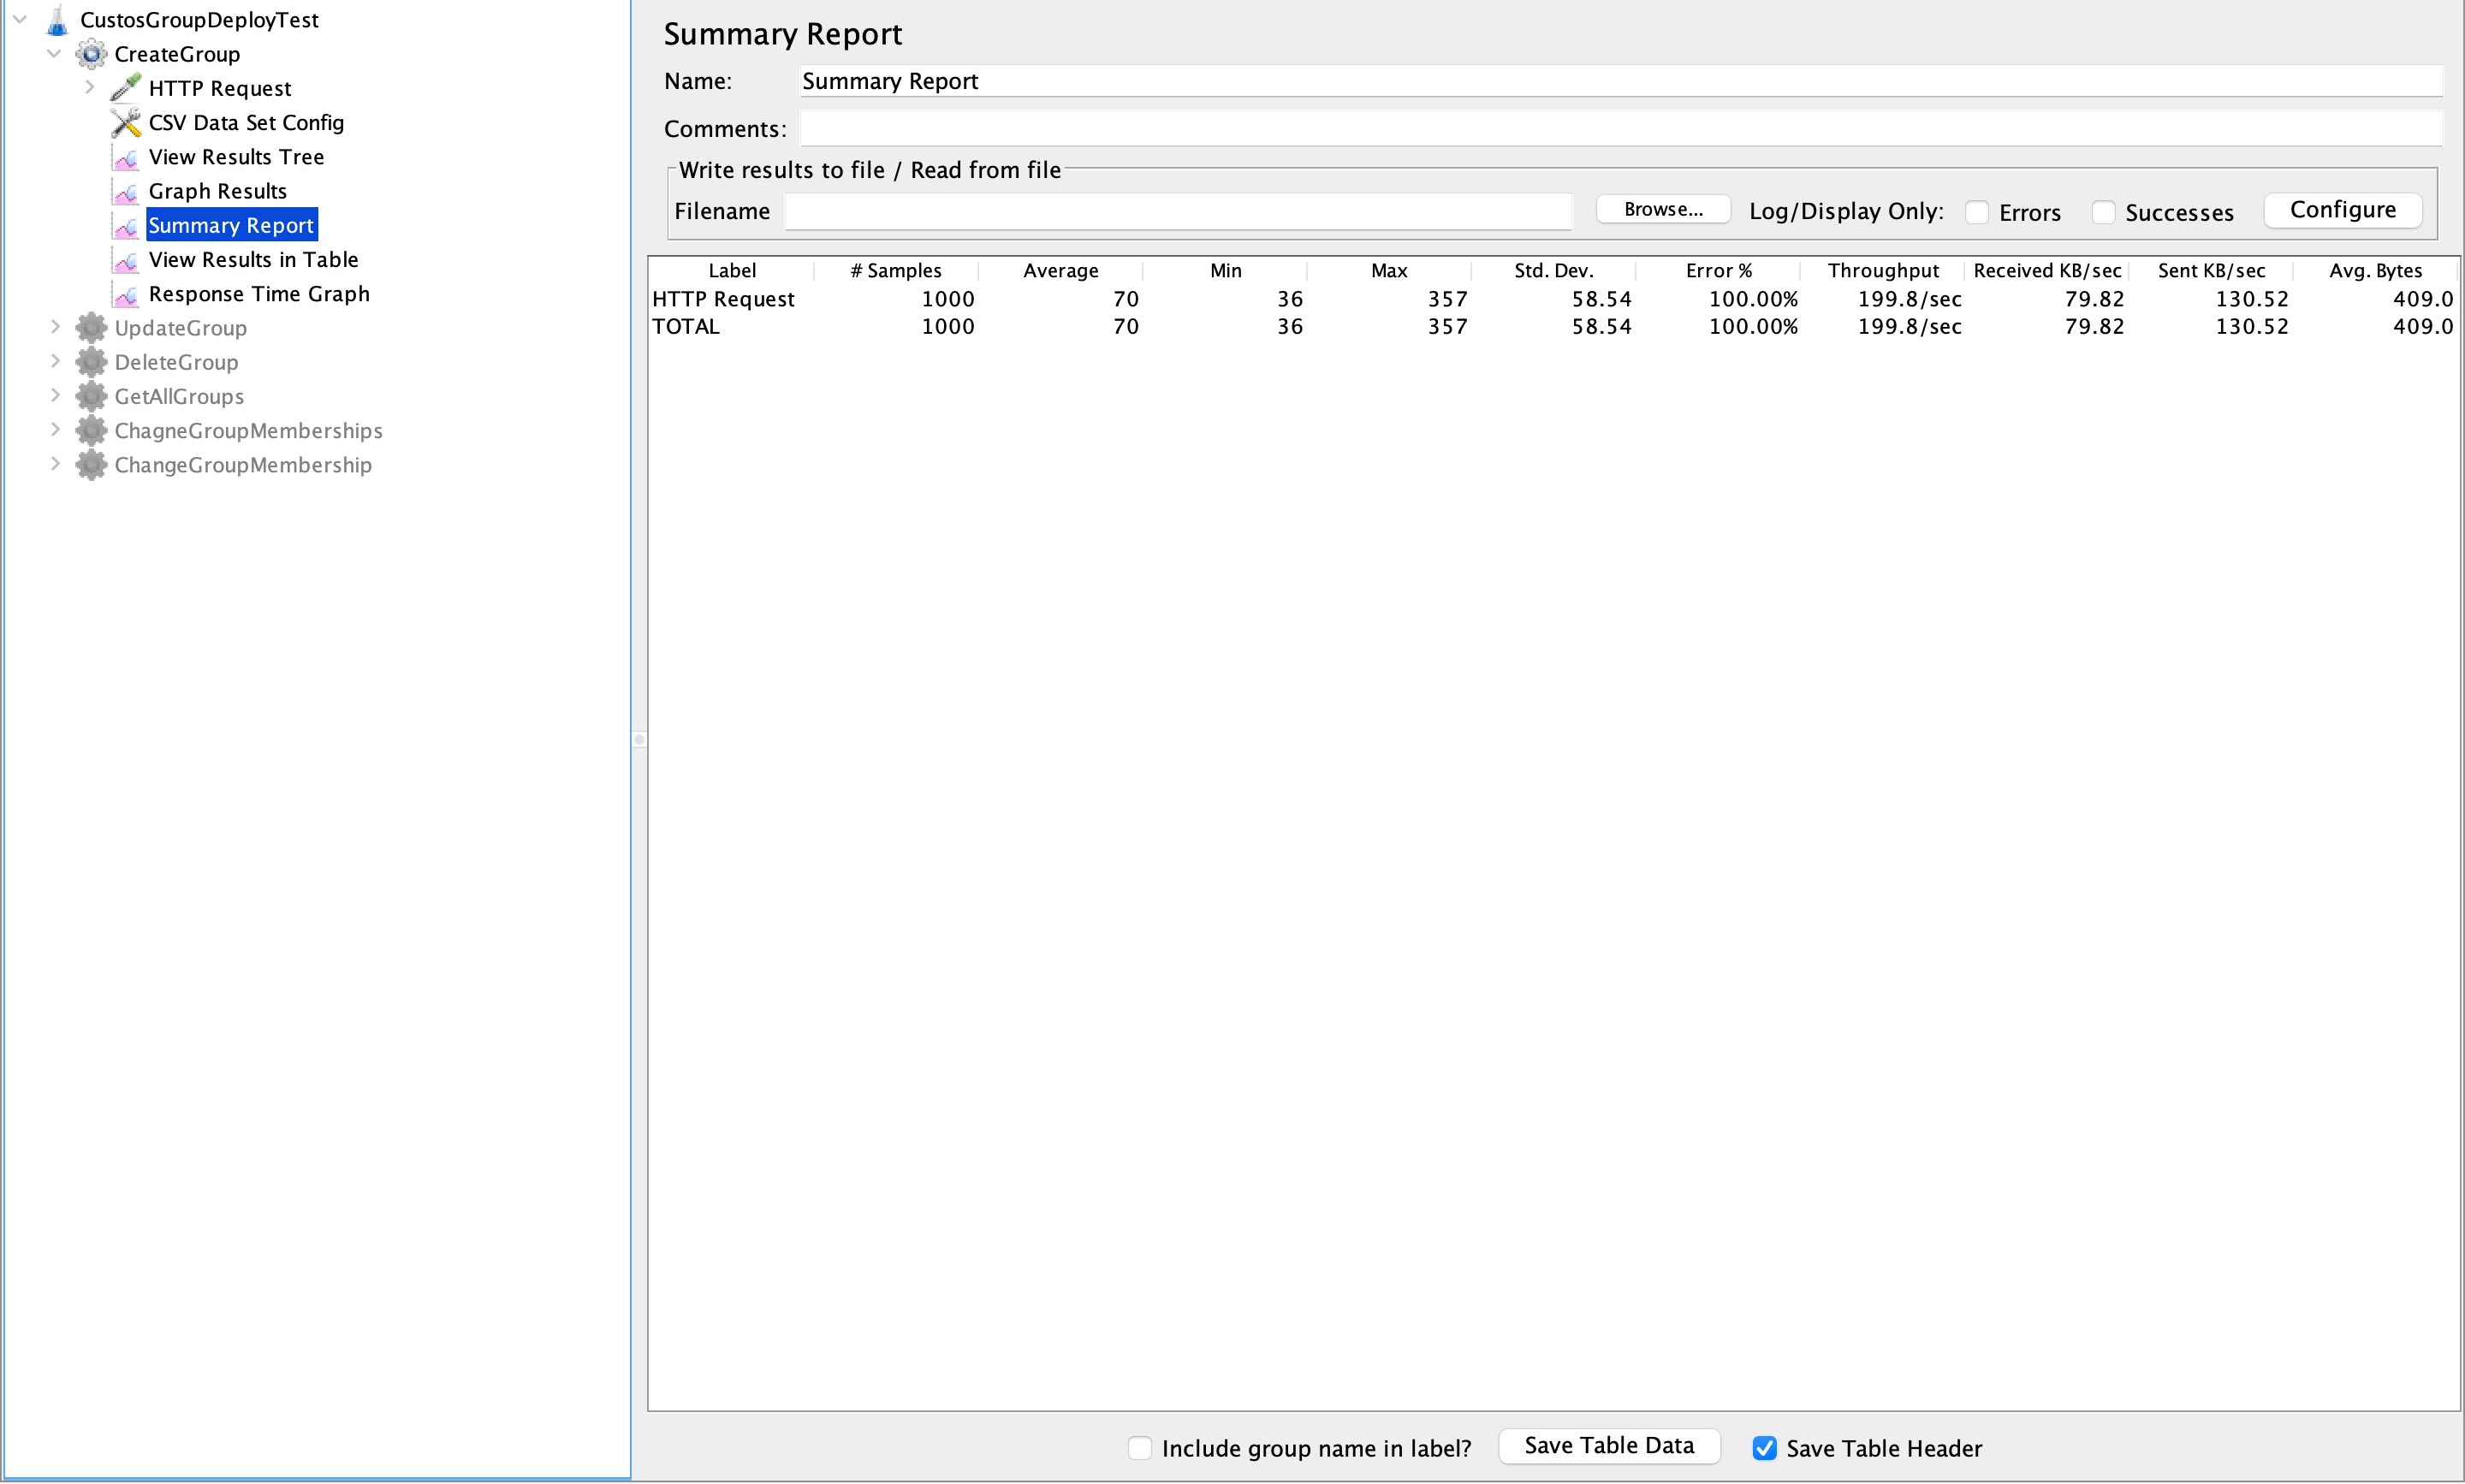 CustosGroupDeployTest
CreateGroup
HTTP Request
CSV Data Set Config
View Results Tree
Graph Results
Summary Report
View Results in Table
Response Time Graph
UpdateGroup
DeleteGroup
GetAllGroups
ChagneGroupMemberships
ChangeGroupMembership
Summary Report
Name: Summary Report
Comments:
Write results to file / Read from file
Filename Browse... Log/Display Only: Errors Successes Configure
Label # Samples Average Min Max Std. Dev. Error % Throughput Received KB/sec Sent KB/sec Avg. Bytes
HTTP Request 1000 70 36 357 58.54 100.00% 199.8/sec 79.82 130.52 409.0
TOTAL 1000 70 36 357 58.54 100.00% 199.8/sec 79.82 130.52 409.0
Include group name in label? Save Table Data Save Table Header